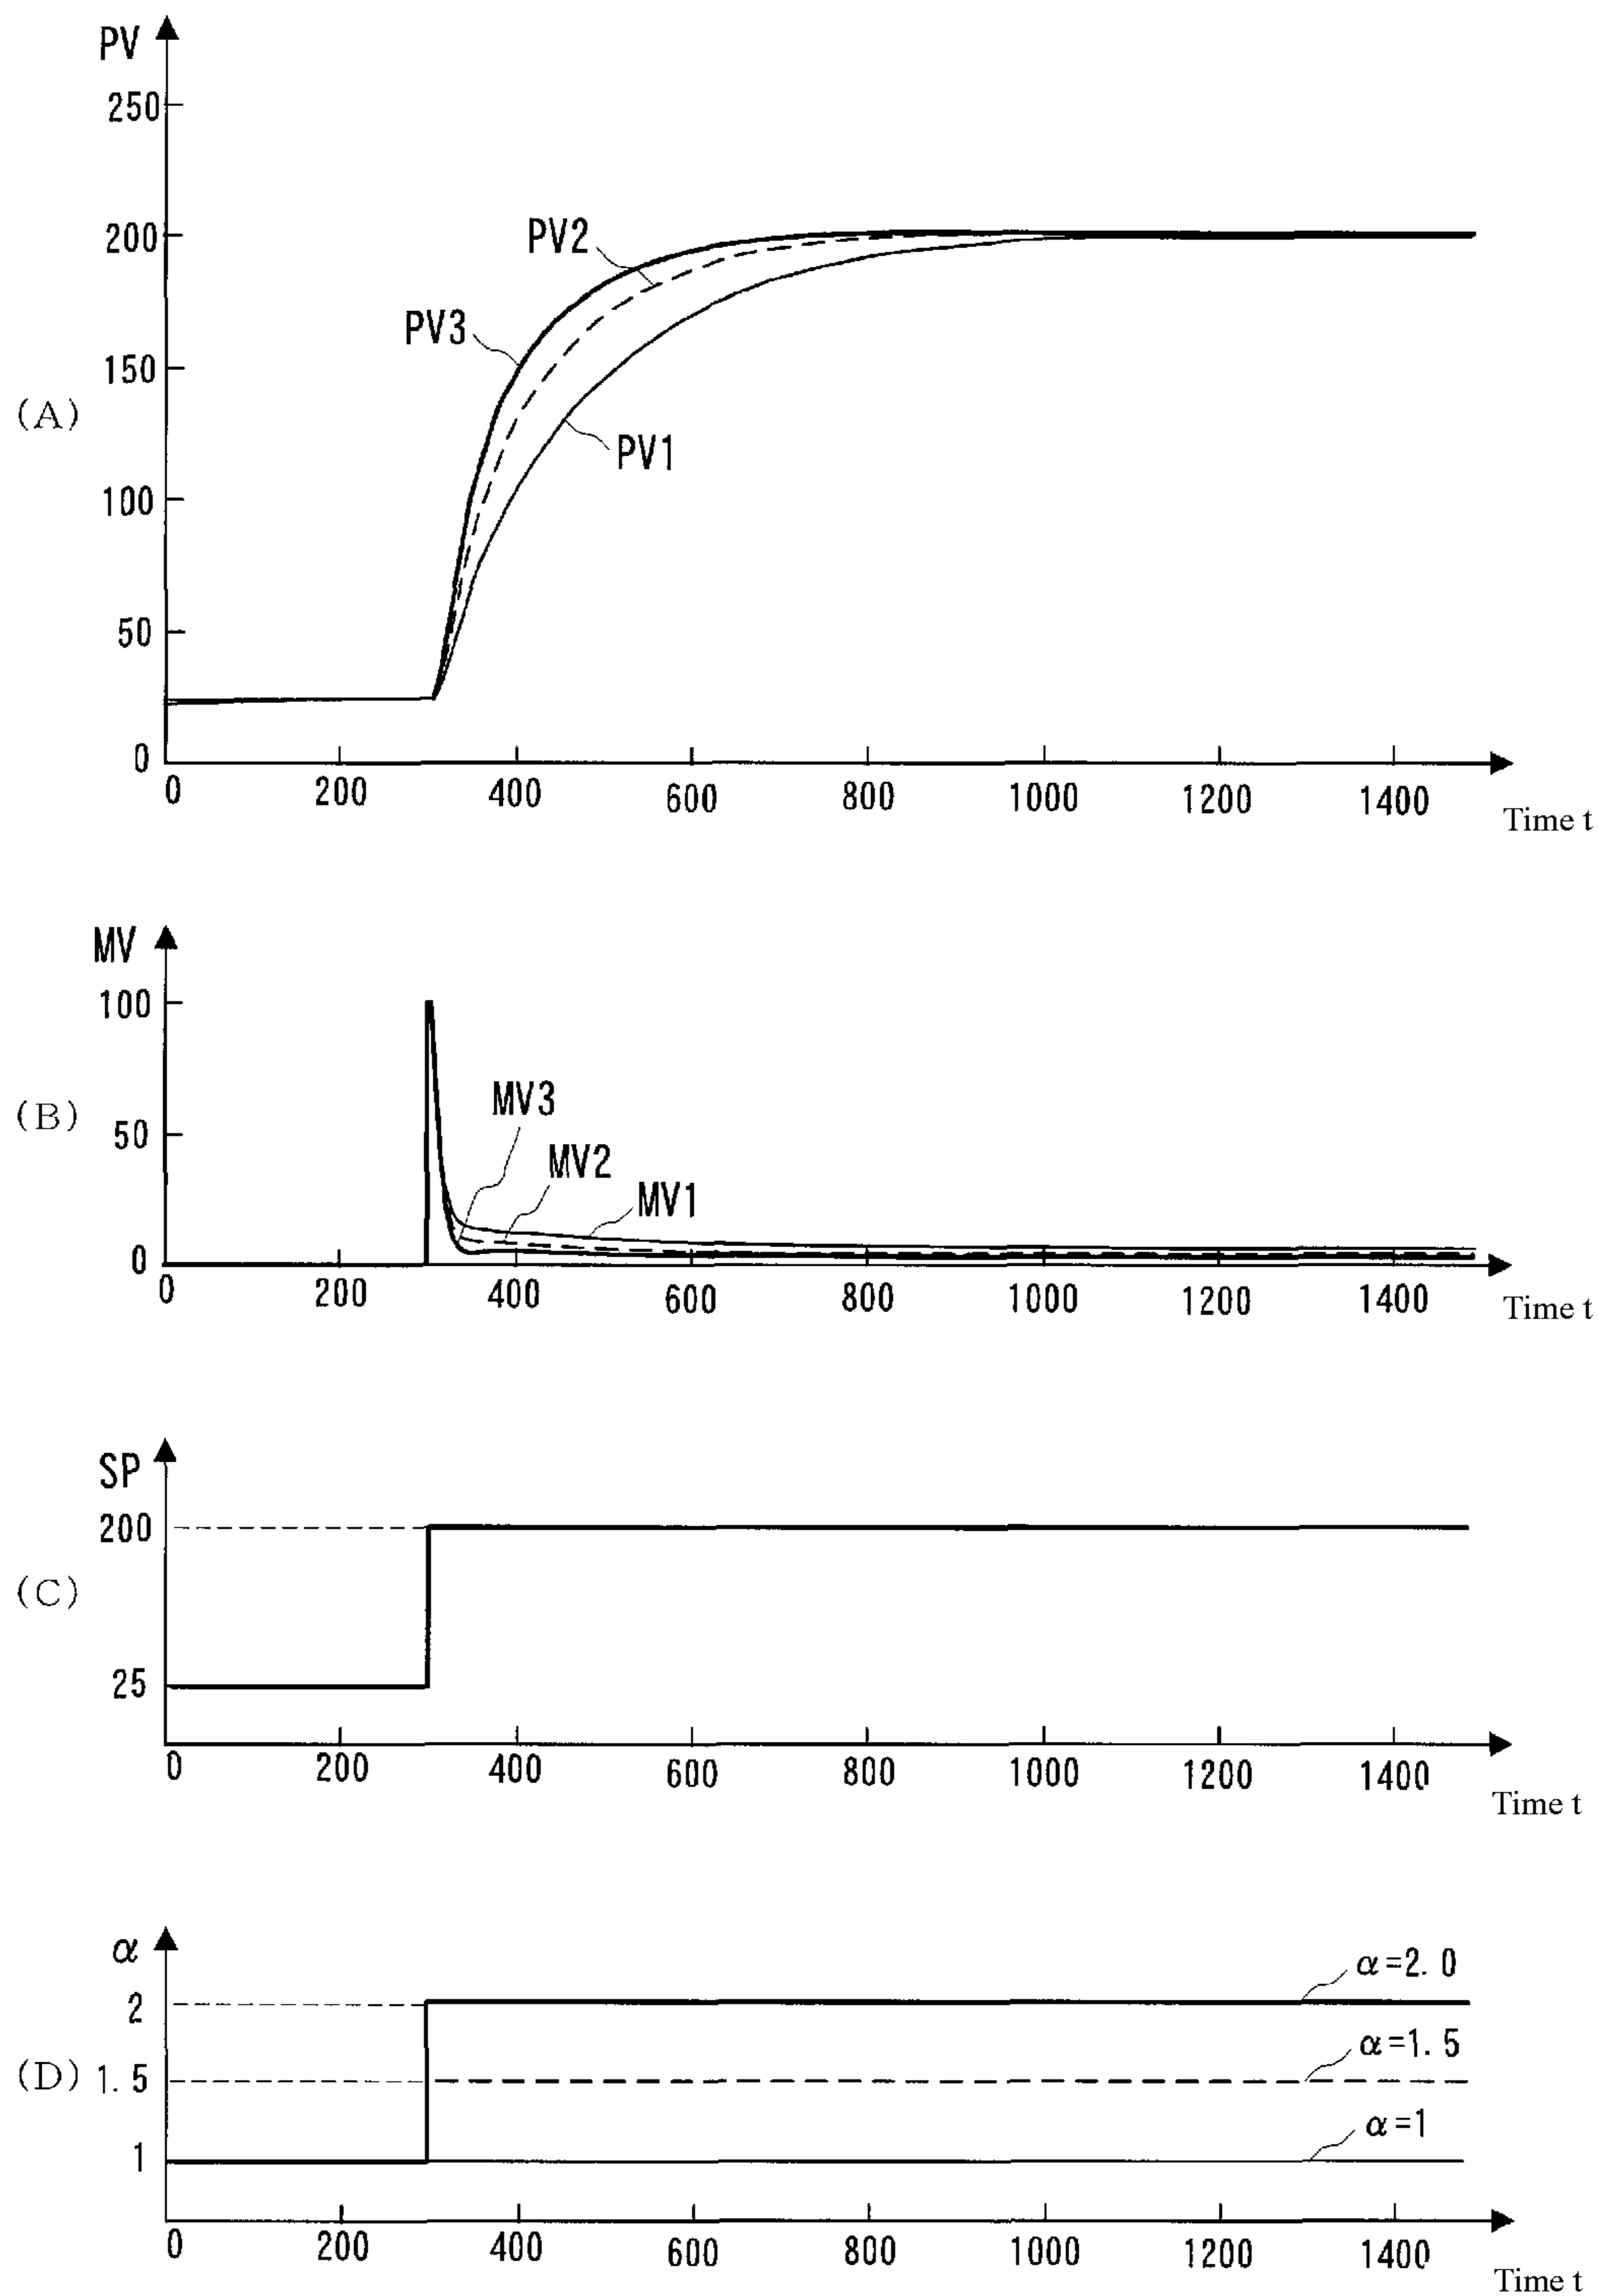 PV
250
200
PV2
PV3
150
(A)
PV1
100
50
0
0 200 400 600 800 1000 1200 1400 Time t
MV
100
MV3
(B)
50
MV2
MV1
0
0 200 400 600 800 1000 1200 1400 Time t
SP
200
(C)
25
0 200 400 600 800 1000 1200 1400 Time t
α
α=2.0
2
α=1.5
(D) 1.5
α=1
1
0 200 400 600 800 1000 1200 1400 Time t